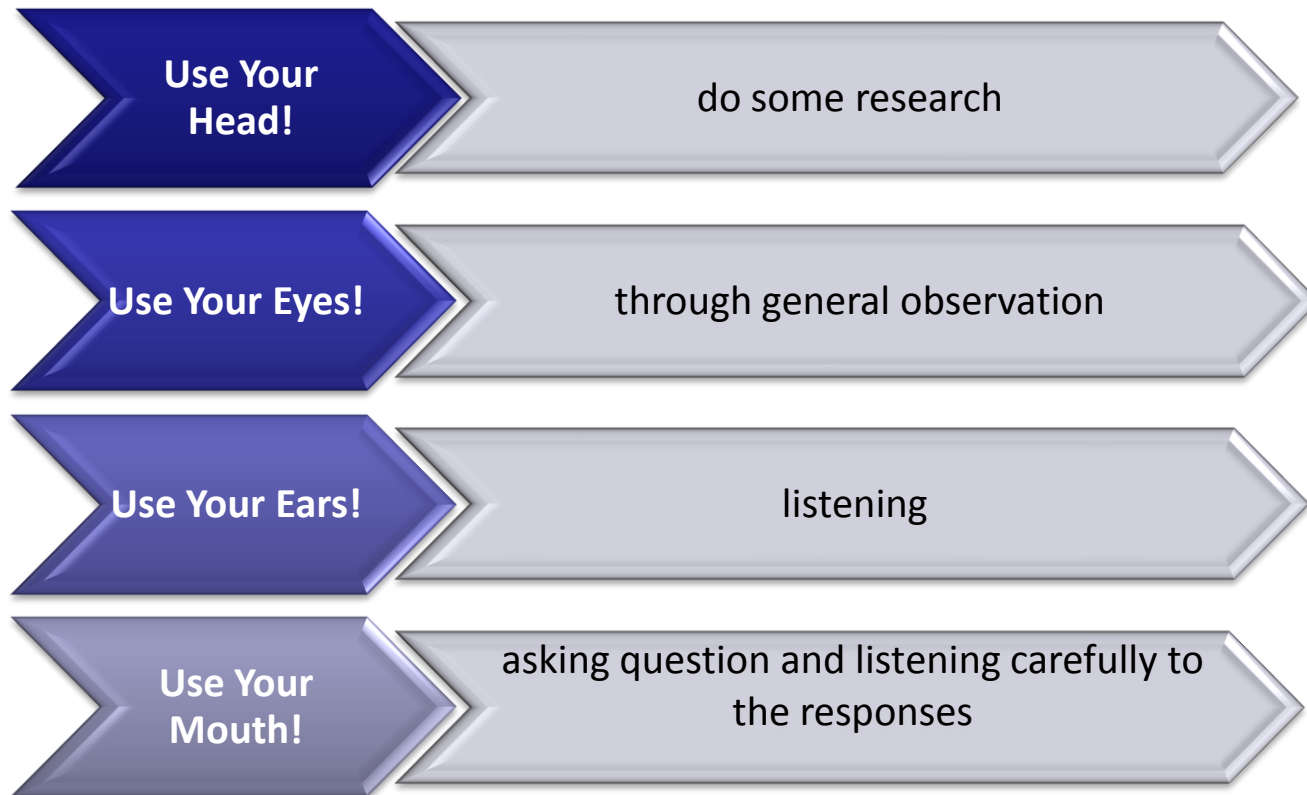 Use Your
Head!
do some research
Use Your Eyes!
through general observation
Use Your Ears!
listening
Use Your
Mouth!
asking question and listening carefully to
the responses